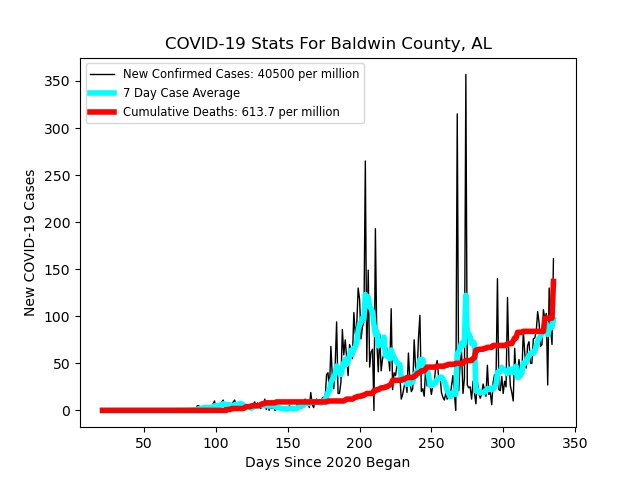 COVID-19 Stats For Baldwin County, AL
New Confirmed Cases: 40500 per million
7 Day Case Average
Cumulative Deaths: 613.7 per million
New COVID-19 Cases
350
300
250
200
150
100
50
0
50 100 150 200 250 300 350
Days Since 2020 Began